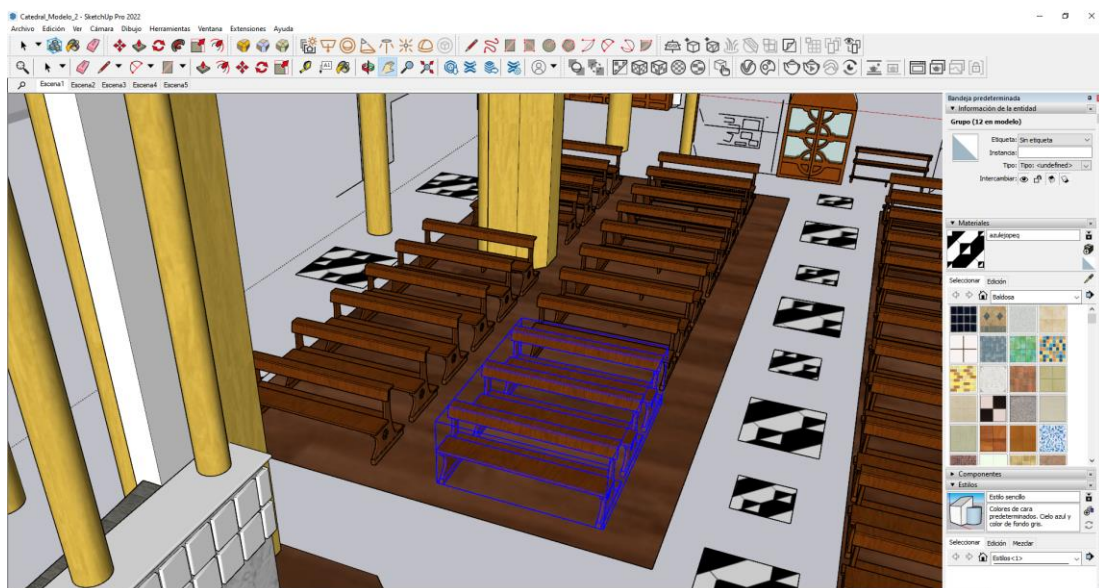 Catedral_Modelo_2 - SketchUp Pro 2022
Archivo Edición Ver Cámara Dibujo Herramientas Ventana Extensiones Ayuda
Escena1 Escena2 Escena3 Escena4 Escena5
Bandeja predeterminada
Información de la entidad
Grupo (12 en modelo)
Etiqueta: Sin etiqueta
Instancia:
Tipo: Tipo: <undefined>
Intercambiar:
Materiales
azulejopeq
Seleccionar Edición
Baldosa
Componentes
Estilos
Estilo sencillo
Colores de cara
predeterminados. Cielo azul y
color de fondo gris.
Seleccionar Edición Mezclar
Estilos<1>